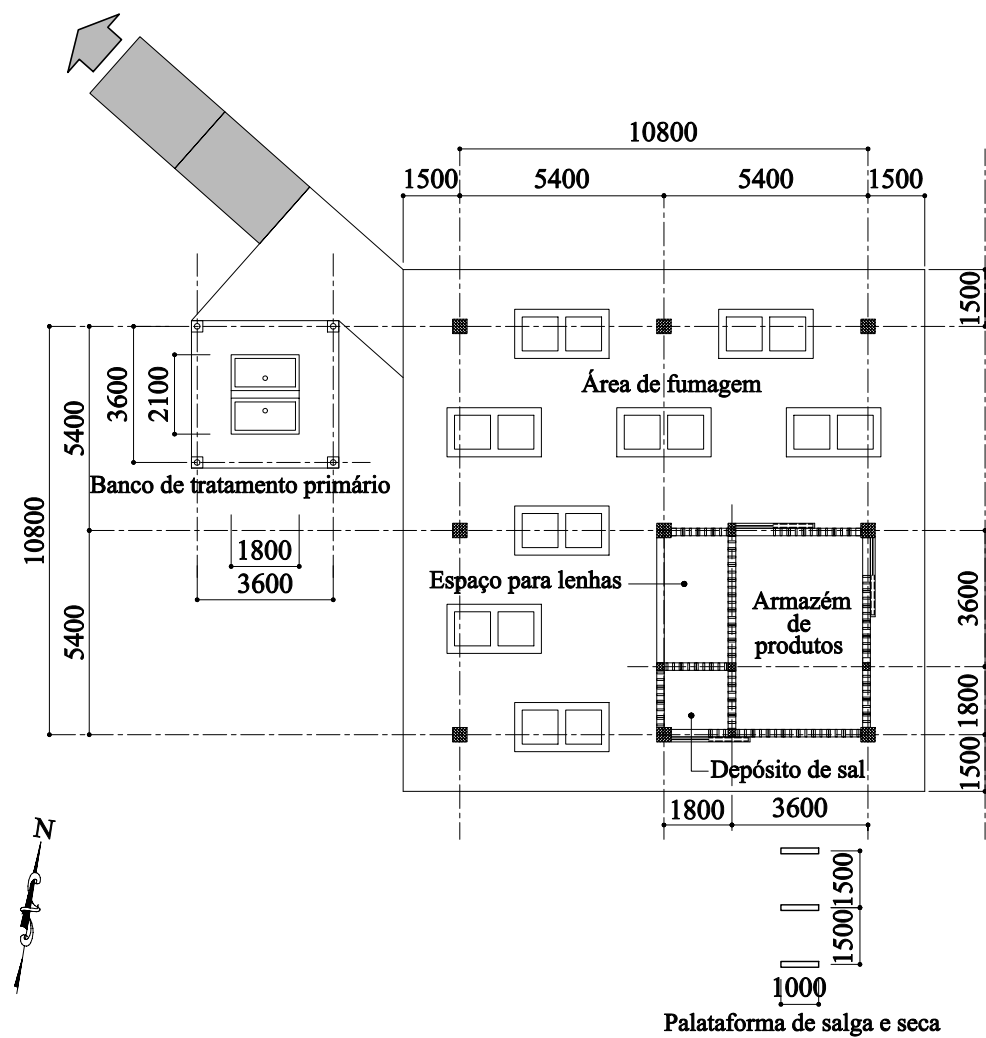 10800
1500 5400 5400 1500
1500
Área de fumagem
3600
2100
5400
10800
Banco de tratamento primário
1800
3600
5400
Espaço para lenhas
Armazém
de
produtos
3600
1800
1500
Depósito de sal
1800 3600
N
1500
1500
1000
Palataforma de salga e seca